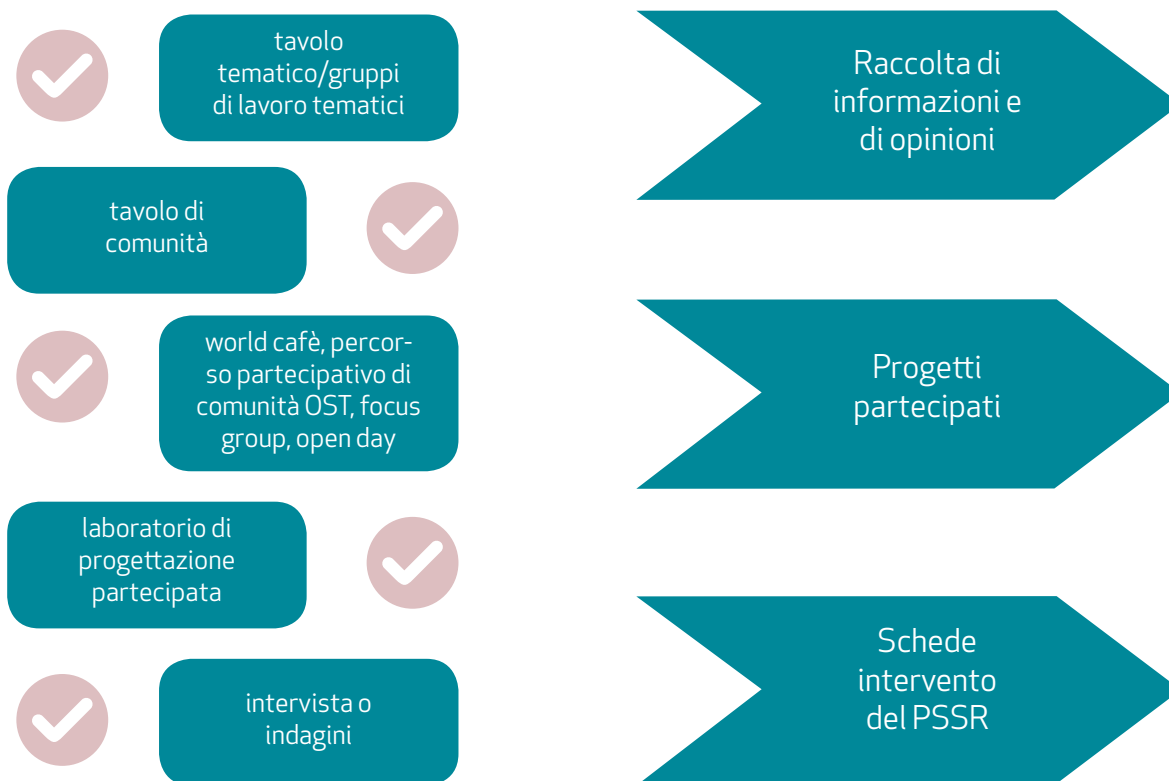 tavolo
tematico/gruppi
di lavoro tematici
tavolo di
comunità
world cafè, percor-
so partecipativo di
comunità OST, focus
group, open day
laboratorio di
progettazione
partecipata
intervista o
indagini
Raccolta di
informazioni e
di opinioni
Progetti
partecipati
Schede
intervento
del PSSR